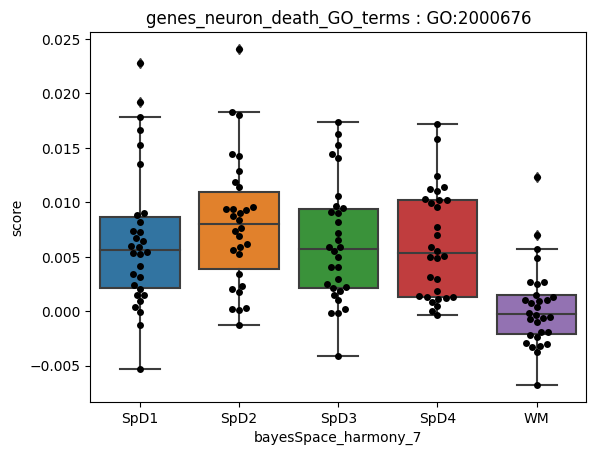 genes_neuron_death_GO_terms : GO:2000676
0.025
0.020
0.015
0.010
0.005
0.000
−0.005
score
SpD1 SpD2 SpD3 SpD4 WM
bayesSpace_harmony_7